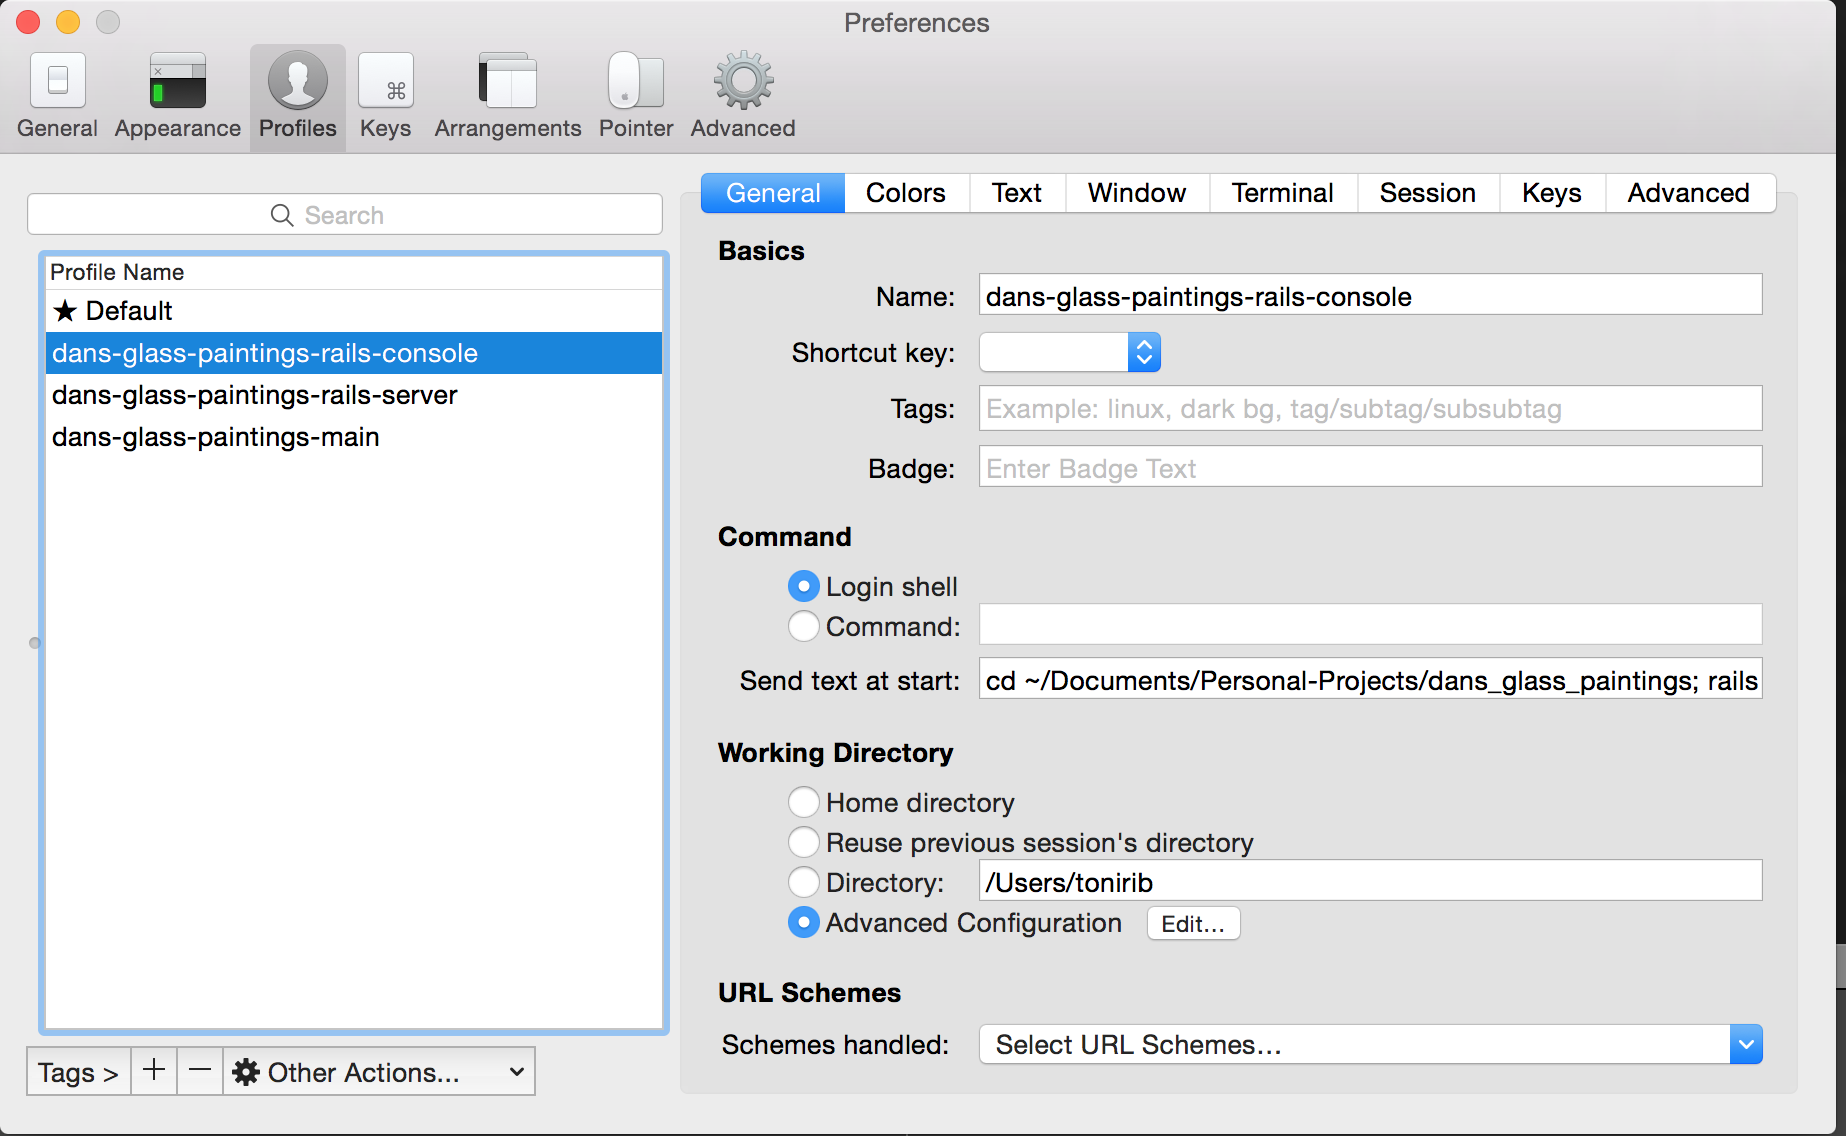 Preferences
General Appearance Profiles Keys Arrangements Pointer Advanced
Search
Profile Name
★ Default
dans-glass-paintings-rails-console
dans-glass-paintings-rails-server
dans-glass-paintings-main
Tags > + − Other Actions...
General Colors Text Window Terminal Session Keys Advanced
Basics
Name: dans-glass-paintings-rails-console
Shortcut key:
Tags: Example: linux, dark bg, tag/subtag/subsubtag
Badge: Enter Badge Text
Command
Login shell
Command:
Send text at start: cd ~/Documents/Personal-Projects/dans_glass_paintings; rails
Working Directory
Home directory
Reuse previous session's directory
Directory: /Users/tonirib
Advanced Configuration Edit...
URL Schemes
Schemes handled: Select URL Schemes...